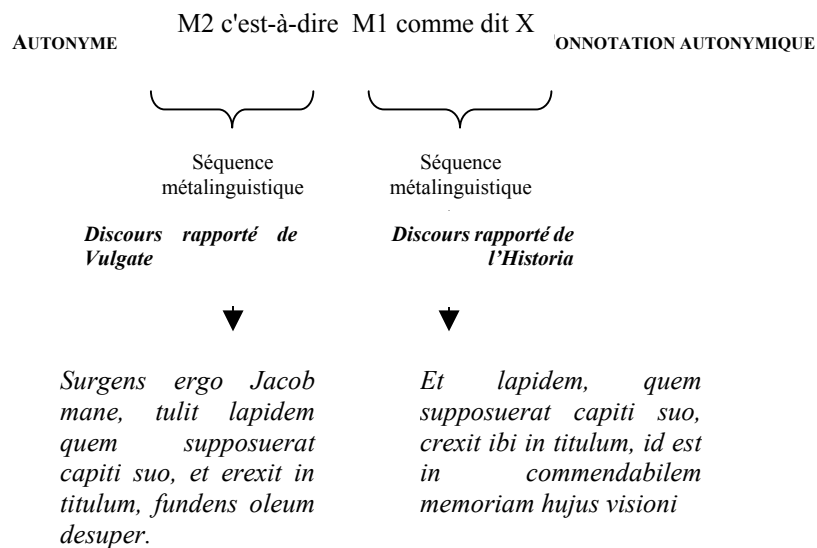 M2 c'est-à-dire M1 comme dit X
AUTONYME
ONNOTATION AUTONYMIQUE
Séquence
métalinguistique
Séquence
métalinguistique
Discours rapporté de
Vulgate
Discours rapporté de
l'Historia
Surgens ergo Jacob
mane, tulit lapidem
quem supposuerat
capiti suo, et erexit in
titulum, fundens oleum
desuper.
Et lapidem, quem
supposuerat capiti suo,
crexit ibi in titulum, id est
in commendabilem
memoriam hujus visioni